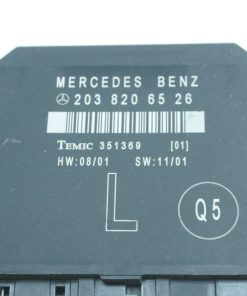 MERCEDES BENZ
203 820 65 26
TEMIC 351369 [01]
HW:08/01 SW:11/01
L
Q5